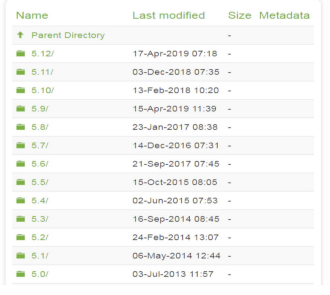 Name Last modified Size Metadata
Parent Directory -
5.12/ 17-Apr-2019 07:18 -
5.11/ 03-Dec-2018 07:35 -
5.10/ 13-Feb-2018 10:20 -
5.9/ 15-Apr-2019 11:39 -
5.8/ 23-Jan-2017 08:38 -
5.7/ 14-Dec-2016 07:31 -
5.6/ 21-Sep-2017 07:45 -
5.5/ 15-Oct-2015 08:05 -
5.4/ 02-Jun-2015 07:53 -
5.3/ 16-Sep-2014 08:45 -
5.2/ 24-Feb-2014 13:07 -
5.1/ 06-May-2014 12:44 -
5.0/ 03-Jul-2013 11:57 -